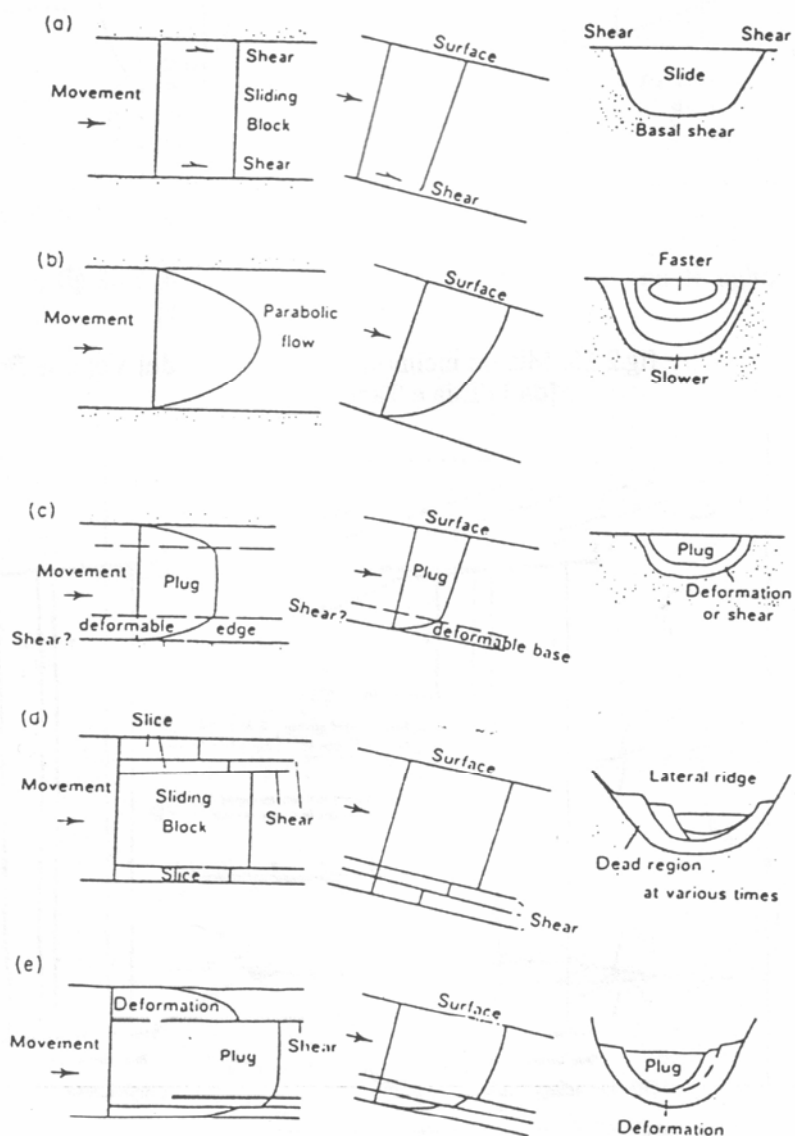 (a)
Shear
Movement
Sliding
Block
Shear
Surface
Shear
Shear
Shear
Slide
Basal shear
(b)
Movement
Parabolic
flow
Surface
Faster
Slower
(c)
Movement
Plug
Shear?
deformable edge
Surface
Plug
deformable base
Plug
Deformation
or shear
(d)
Slice
Movement
Sliding
Block
Shear
Slice
Surface
Shear
Lateral ridge
Dead region
at various times
(e)
Deformation
Movement
Plug
Shear
Surface
Plug
Deformation